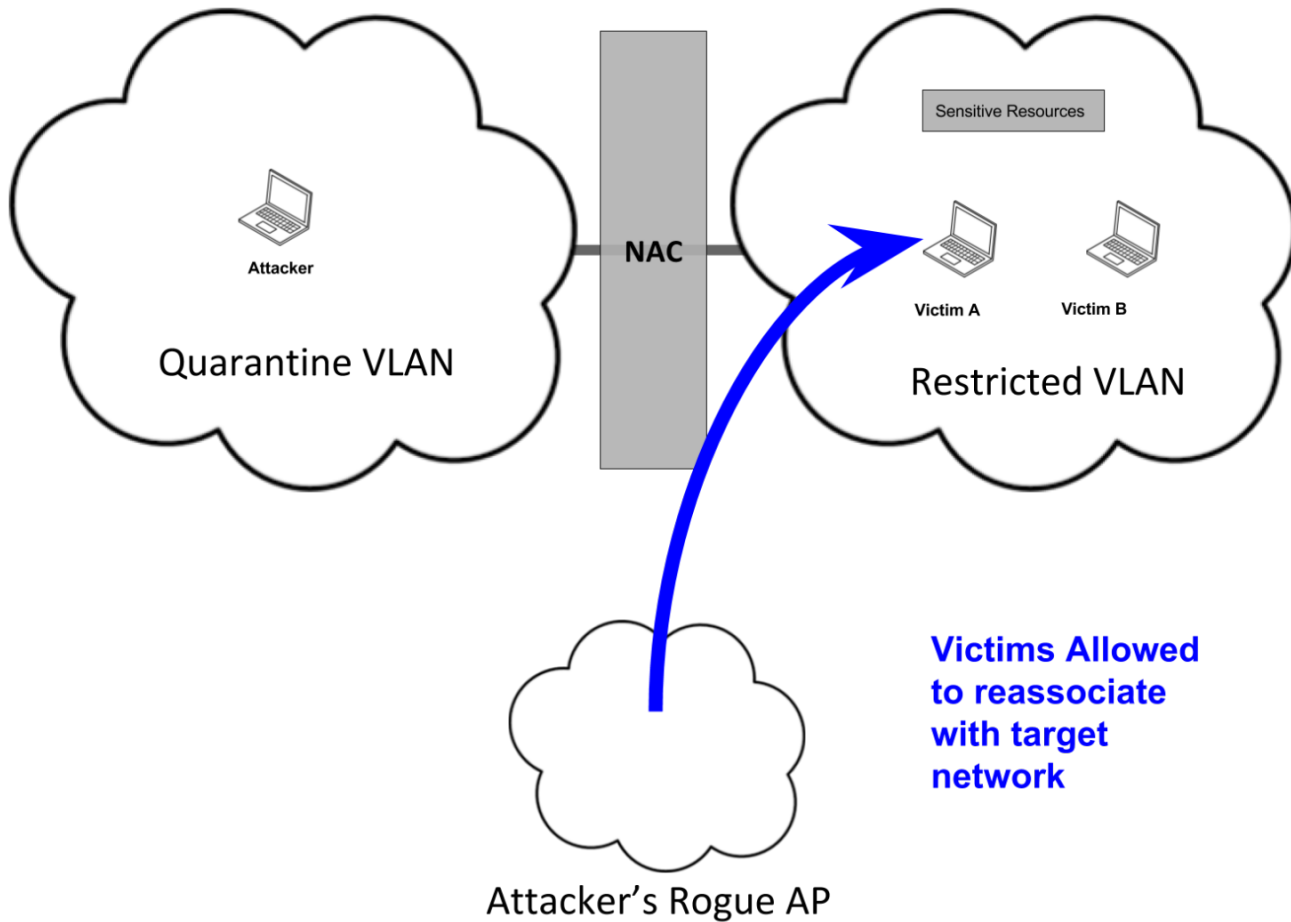 Sensitive Resources
Attacker
NAC
Victim A
Victim B
Quarantine VLAN
Restricted VLAN
Victims Allowed
to reassociate
with target
network
Attacker’s Rogue AP